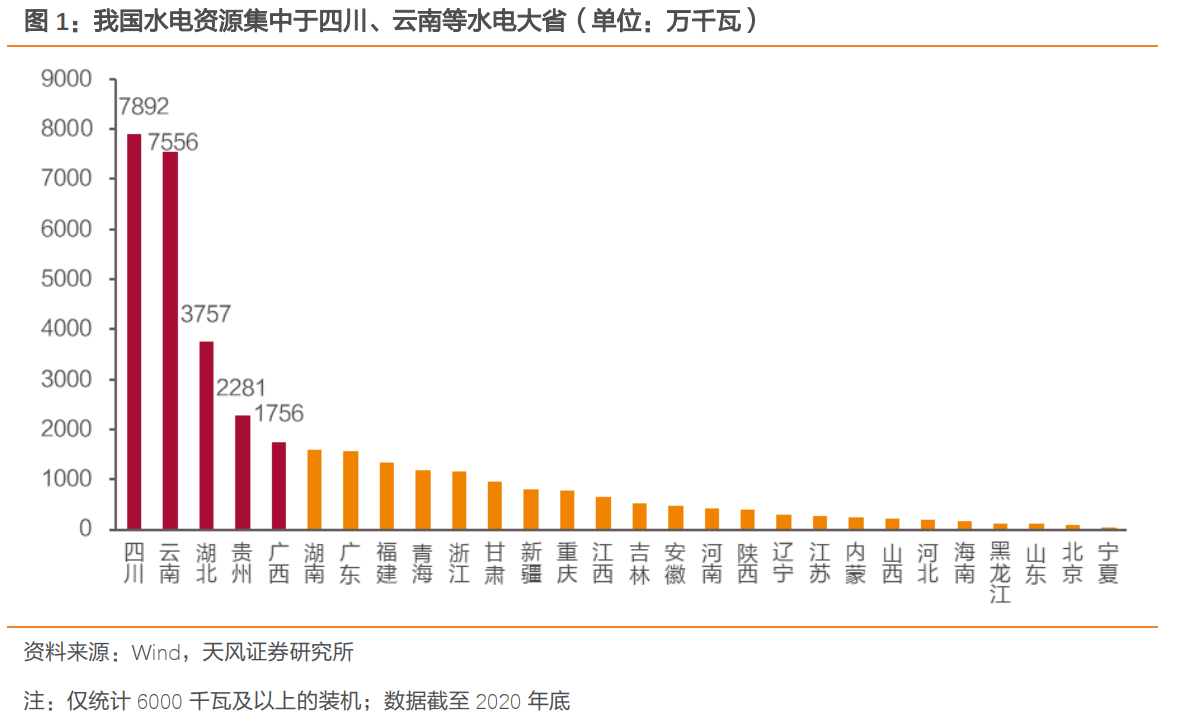 图 1：我国水电资源集中于四川、云南等水电大省（单位：万千瓦）
9000
8000
7000
6000
5000
4000
3000
2000
1000
0
7892
7556
3757
2281
1756
四川
云南
湖北
贵州
广西
湖南
广东
福建
青海
浙江
甘肃
新疆
重庆
江西
吉林
安徽
河南
陕西
辽宁
江苏
内蒙
山西
河北
海南
黑龙江
山东
北京
宁夏
资料来源：Wind，天风证券研究所
注：仅统计 6000 千瓦及以上的装机；数据截至 2020 年底